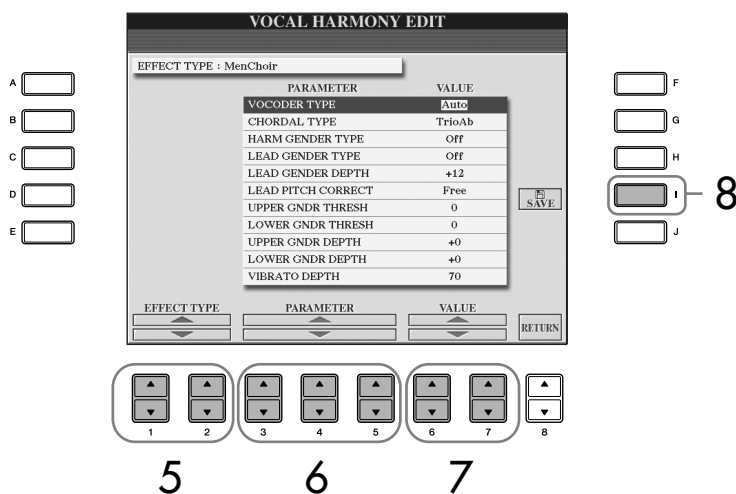 VOCAL HARMONY EDIT
EFFECT TYPE : MenChoir
PARAMETER VALUE
VOCODER TYPE Auto
CHORDAL TYPE TrioAb
HARM GENDER TYPE Off
LEAD GENDER TYPE Off
LEAD GENDER DEPTH +12
LEAD PITCH CORRECT Free
UPPER GNDR THRESH 0
LOWER GNDR THRESH 0
UPPER GNDR DEPTH +0
LOWER GNDR DEPTH +0
VIBRATO DEPTH 70
SAVE
EFFECT TYPE PARAMETER VALUE
RETURN
A
B
C
D
E
F
G
H
I 8
J
1 2 3 4 5 6 7 8
5 6 7